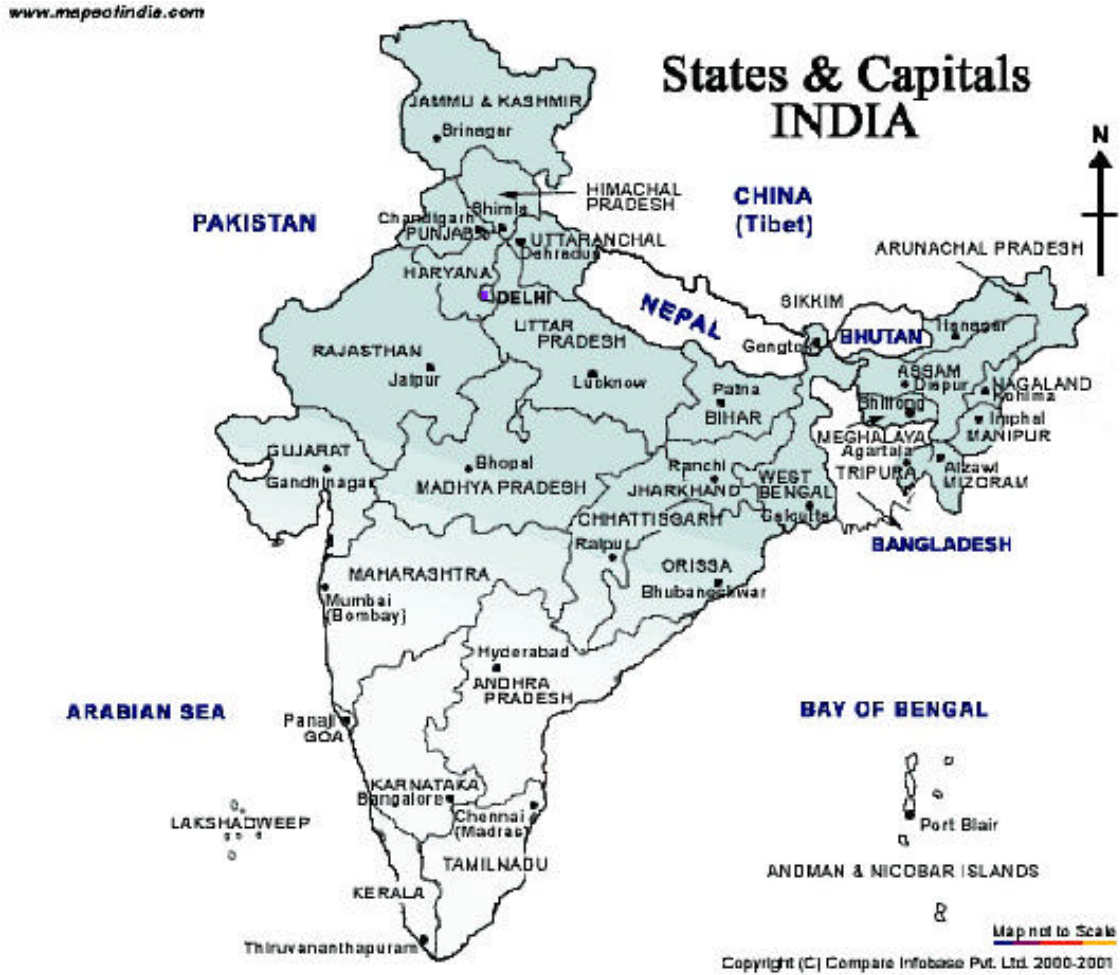 www.mapsofindia.com
States & Capitals
INDIA
N
JAMMU & KASHMIR
Srinagar
HIMACHAL
PRADESH
CHINA
(Tibet)
PAKISTAN
Shimla
Chandigarh
PUNJAB
UTTARANCHAL
Dehradun
ARUNACHAL PRADESH
HARYANA
DELHI
NEPAL
SIKKIM
UTTAR
PRADESH
Gangtok
BHUTAN
Itanagar
RAJASTHAN
Jaipur
Lucknow
ASSAM
Dispur
NAGALAND
Kohima
Patna
BIHAR
Shillong
Imphal
MANIPUR
MEGHALAYA
Agartala
TRIPURA
Aizawl
MIZORAM
GUJARAT
Gandhinagar
Bhopal
MADHYA PRADESH
Ranchi
JHARKHAND
WEST
BENGAL
Calcutta
CHHATTISGARH
Raipur
BANGLADESH
ORISSA
Bhubaneshwar
MAHARASHTRA
Mumbai
(Bombay)
Hyderabad
ANDHRA
PRADESH
ARABIAN SEA
Panaji
GOA
BAY OF BENGAL
KARNATAKA
Bangalore
Chennai
(Madras)
LAKSHADWEEP
Port Blair
TAMILNADU
ANDMAN & NICOBAR ISLANDS
KERALA
Thiruvananthapuram
Map not to Scale
Copyright (C) Compare Infobase Pvt. Ltd. 2000-2001